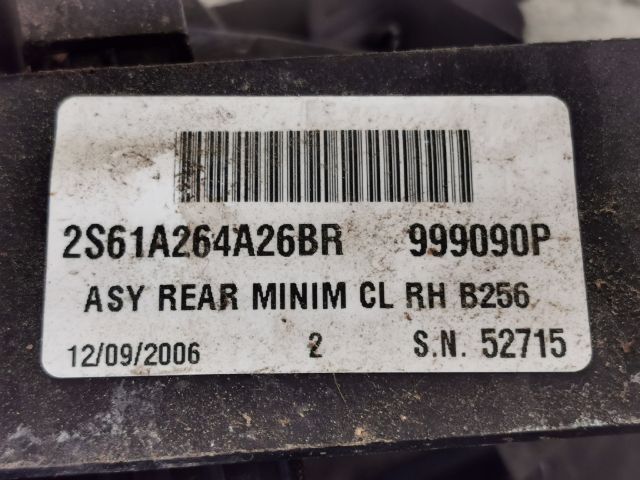 2S61A264A26BR 999090P
ASY REAR MINIM CL RH B256
12/09/2006 2 S.N. 52715